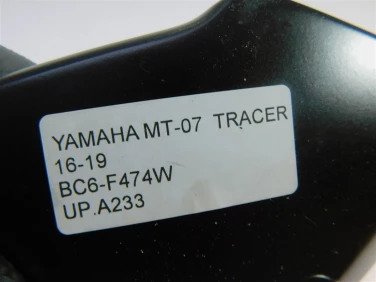 YAMAHA MT-07 TRACER
16-19
BC6-F474W
UP.A233